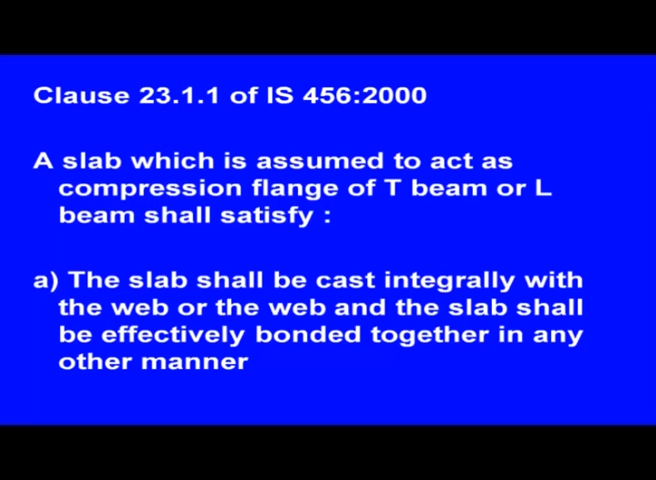 Clause 23.1.1 of IS 456:2000
A slab which is assumed to act as
compression flange of T beam or L
beam shall satisfy :
a) The slab shall be cast integrally with
the web or the web and the slab shall
be effectively bonded together in any
other manner